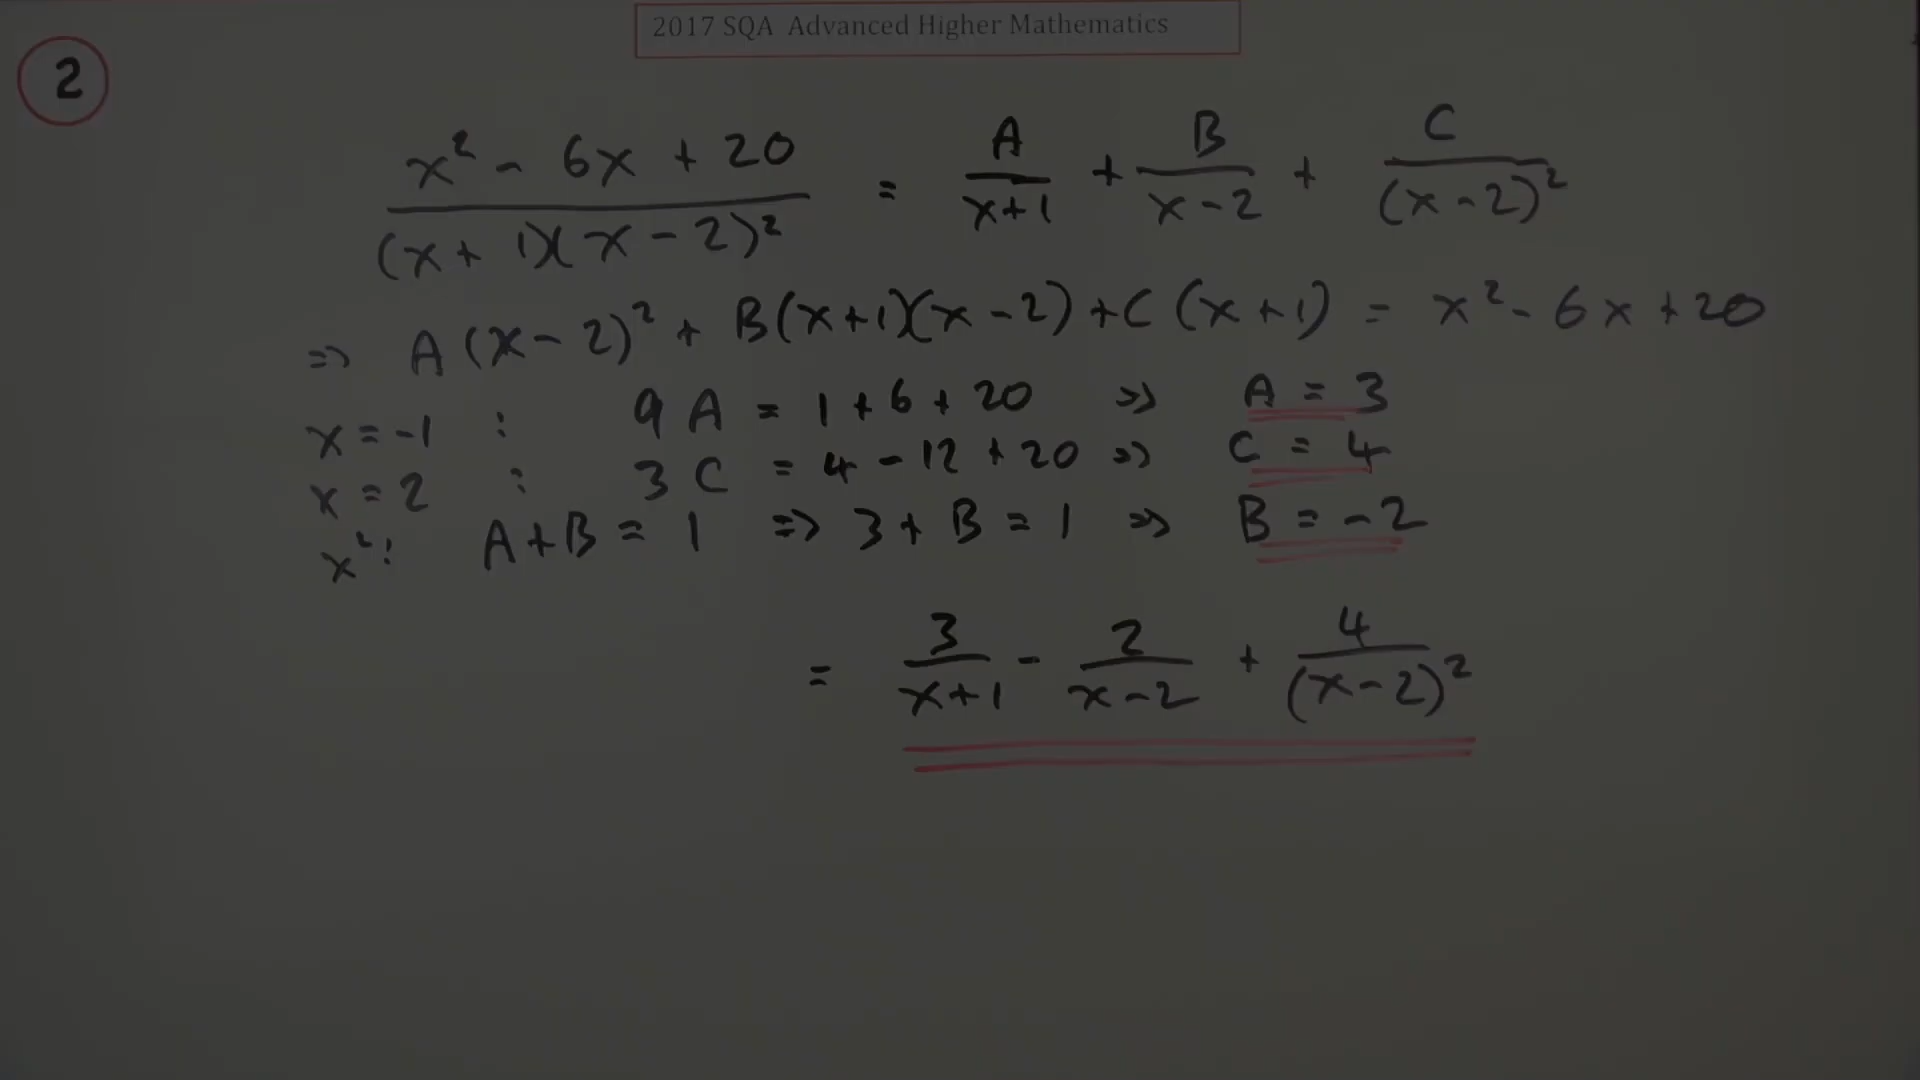 2017 SQA Advanced Higher Mathematics
2
x² - 6x + 20 / (x + 1)(x - 2)² = A / x+1 + B / x-2 + C / (x-2)²
=> A(x-2)² + B(x+1)(x-2) + C(x+1) = x² - 6x + 20
x = -1 : 9A = 1 + 6 + 20 => A = 3
x = 2 : 3C = 4 - 12 + 20 => C = 4
x² : A + B = 1 => 3 + B = 1 => B = -2
= 3 / x+1 - 2 / x-2 + 4 / (x-2)²